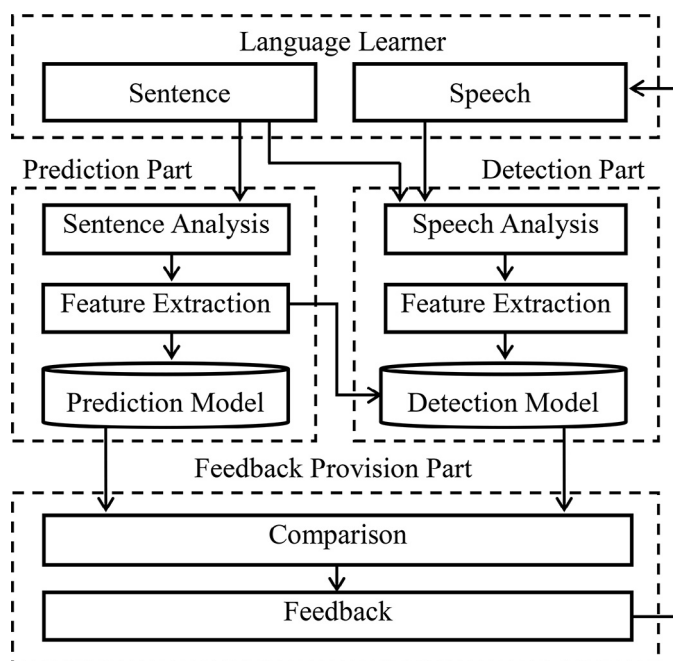 Language Learner
Sentence
Speech
Prediction Part
Detection Part
Sentence Analysis
Speech Analysis
Feature Extraction
Feature Extraction
Prediction Model
Detection Model
Feedback Provision Part
Comparison
Feedback